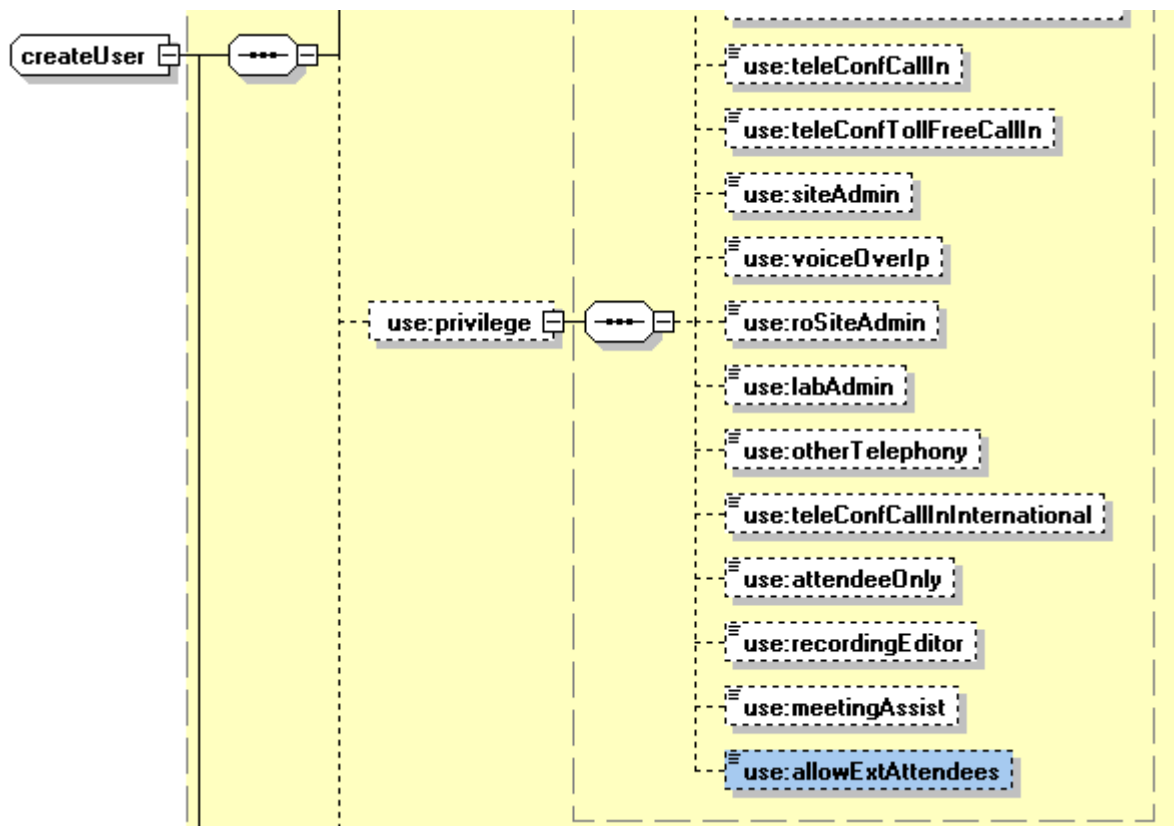 createUser
use:teleConfCallIn
use:teleConfTollFreeCallIn
use:siteAdmin
use:voiceOverIp
use:privilege
use:roSiteAdmin
use:labAdmin
use:otherTelephony
use:teleConfCallInInternational
use:attendeeOnly
use:recordingEditor
use:meetingAssist
use:allowExtAttendees